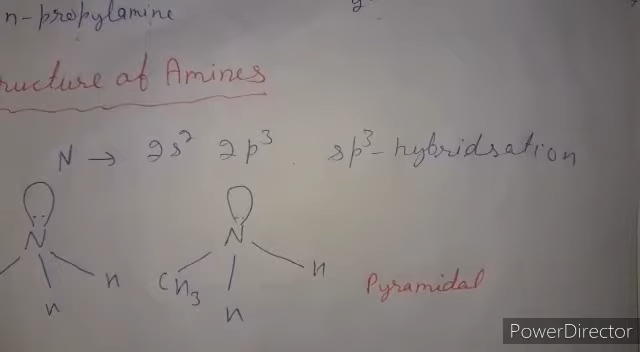 n-propylamine
ructure of Amines
N → 2s² 2p³ sp³-hybridsation
N N
H H CH₃ H
H H
Pyramidal
PowerDirector